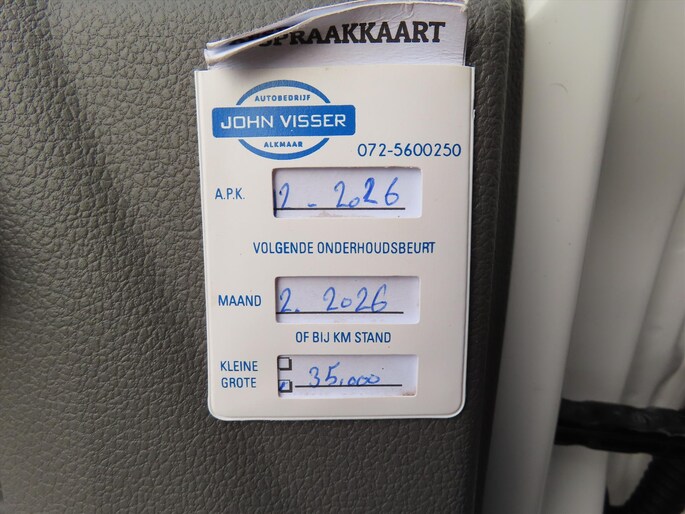 SPRAAKKAART
AUTOBEDRIJF
JOHN VISSER
ALKMAAR
072-5600250
A.P.K. 2 - 2026
VOLGENDE ONDERHOUDSBEURT
MAAND 2. 2026
OF BIJ KM STAND
KLEINE
GROTE 35,000